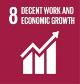 8 DECENT WORK AND
ECONOMIC GROWTH